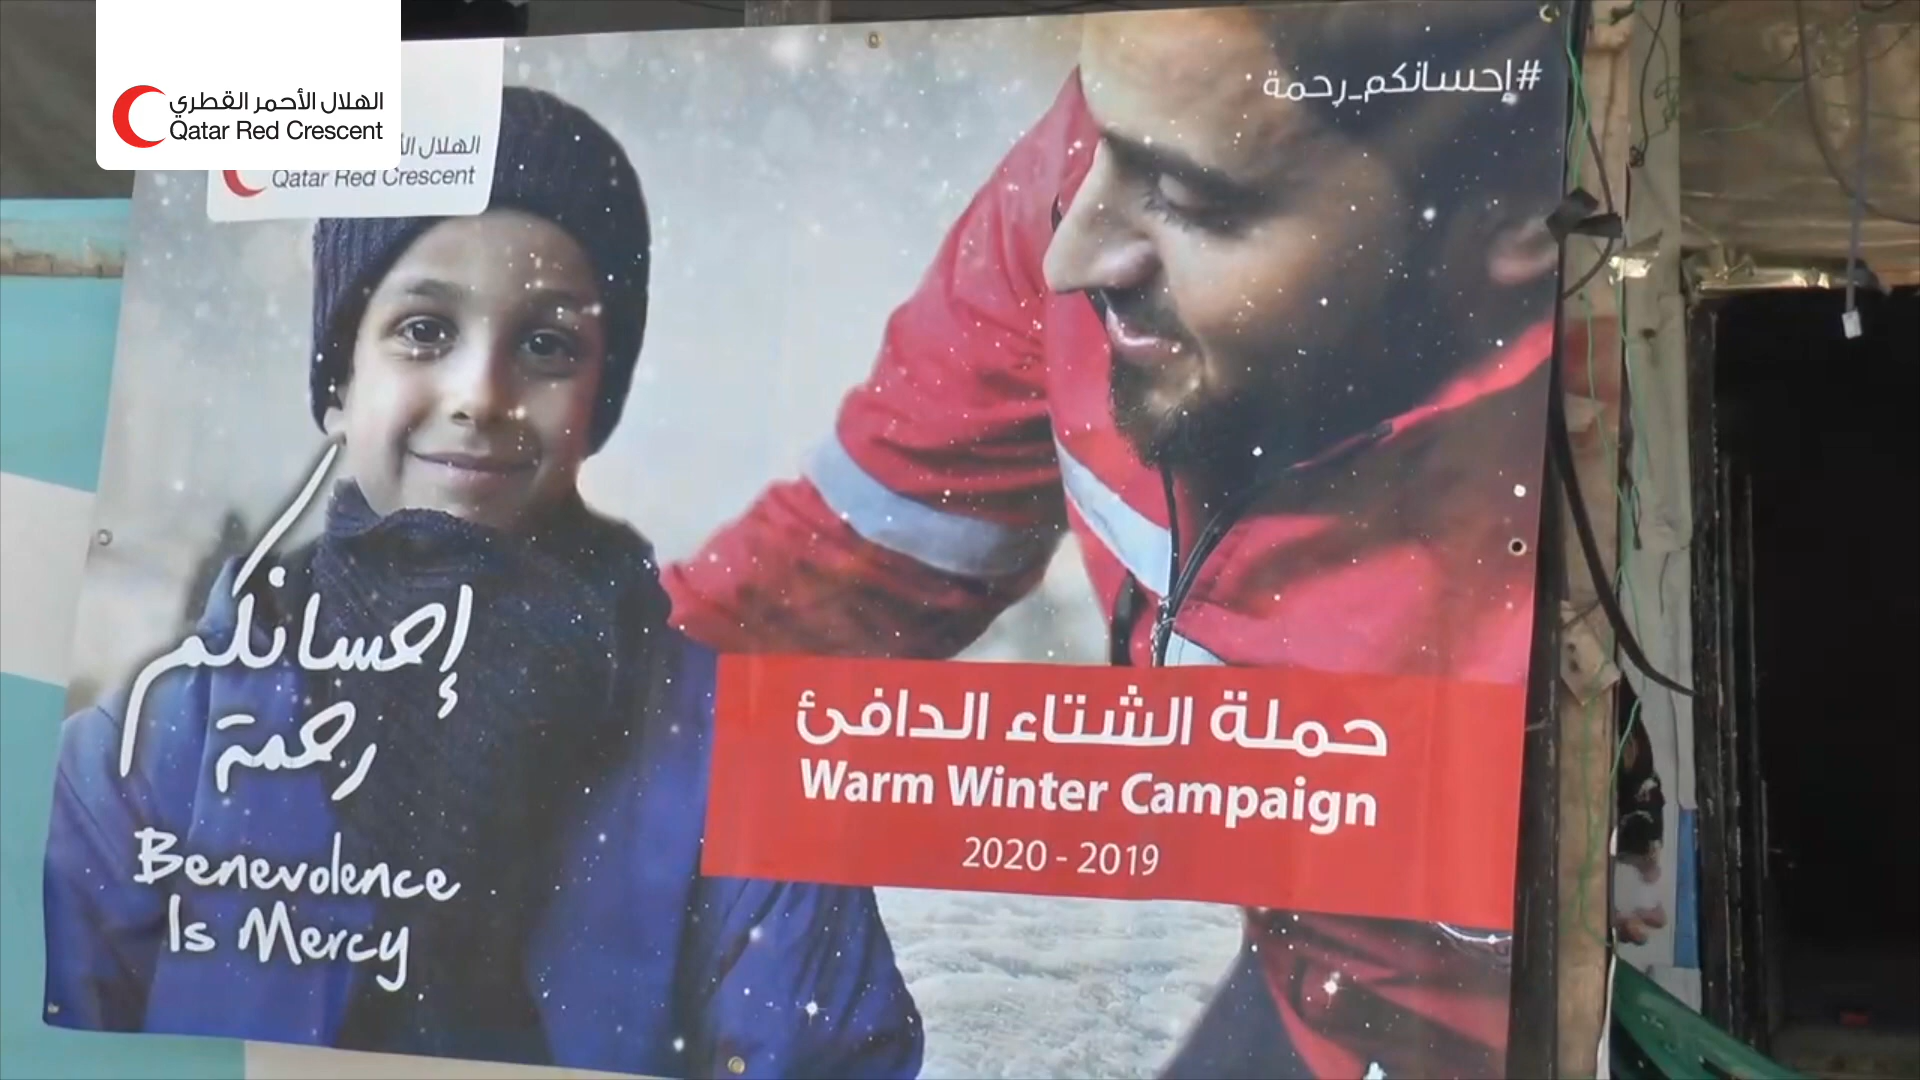 الهلال الأحمر القطري
Qatar Red Crescent
الهلال
Qatar Red Crescent
#إحسانكم_رحمة
إحسانكم
رحمة
Benevolence
Is Mercy
حملة الشتاء الدافئ
Warm Winter Campaign
2020 - 2019